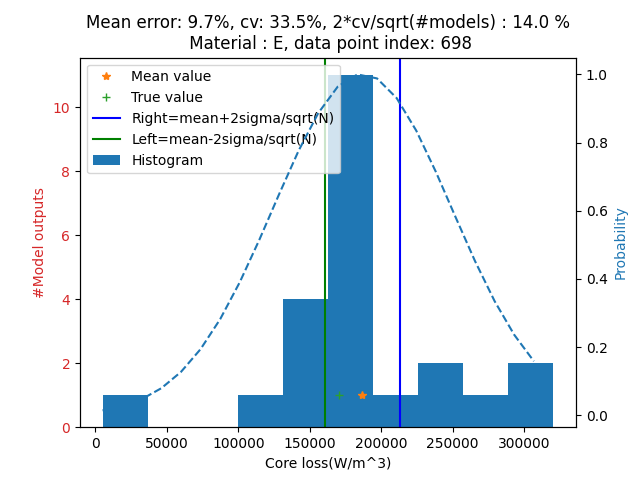 Mean error: 9.7%, cv: 33.5%, 2*cv/sqrt(#models) : 14.0 %
Material : E, data point index: 698
Mean value
True value
Right=mean+2sigma/sqrt(N)
Left=mean-2sigma/sqrt(N)
Histogram
#Model outputs
10
8
6
4
2
0
1.0
0.8
0.6
0.4
0.2
0.0
Probability
0 50000 100000 150000 200000 250000 300000
Core loss(W/m^3)